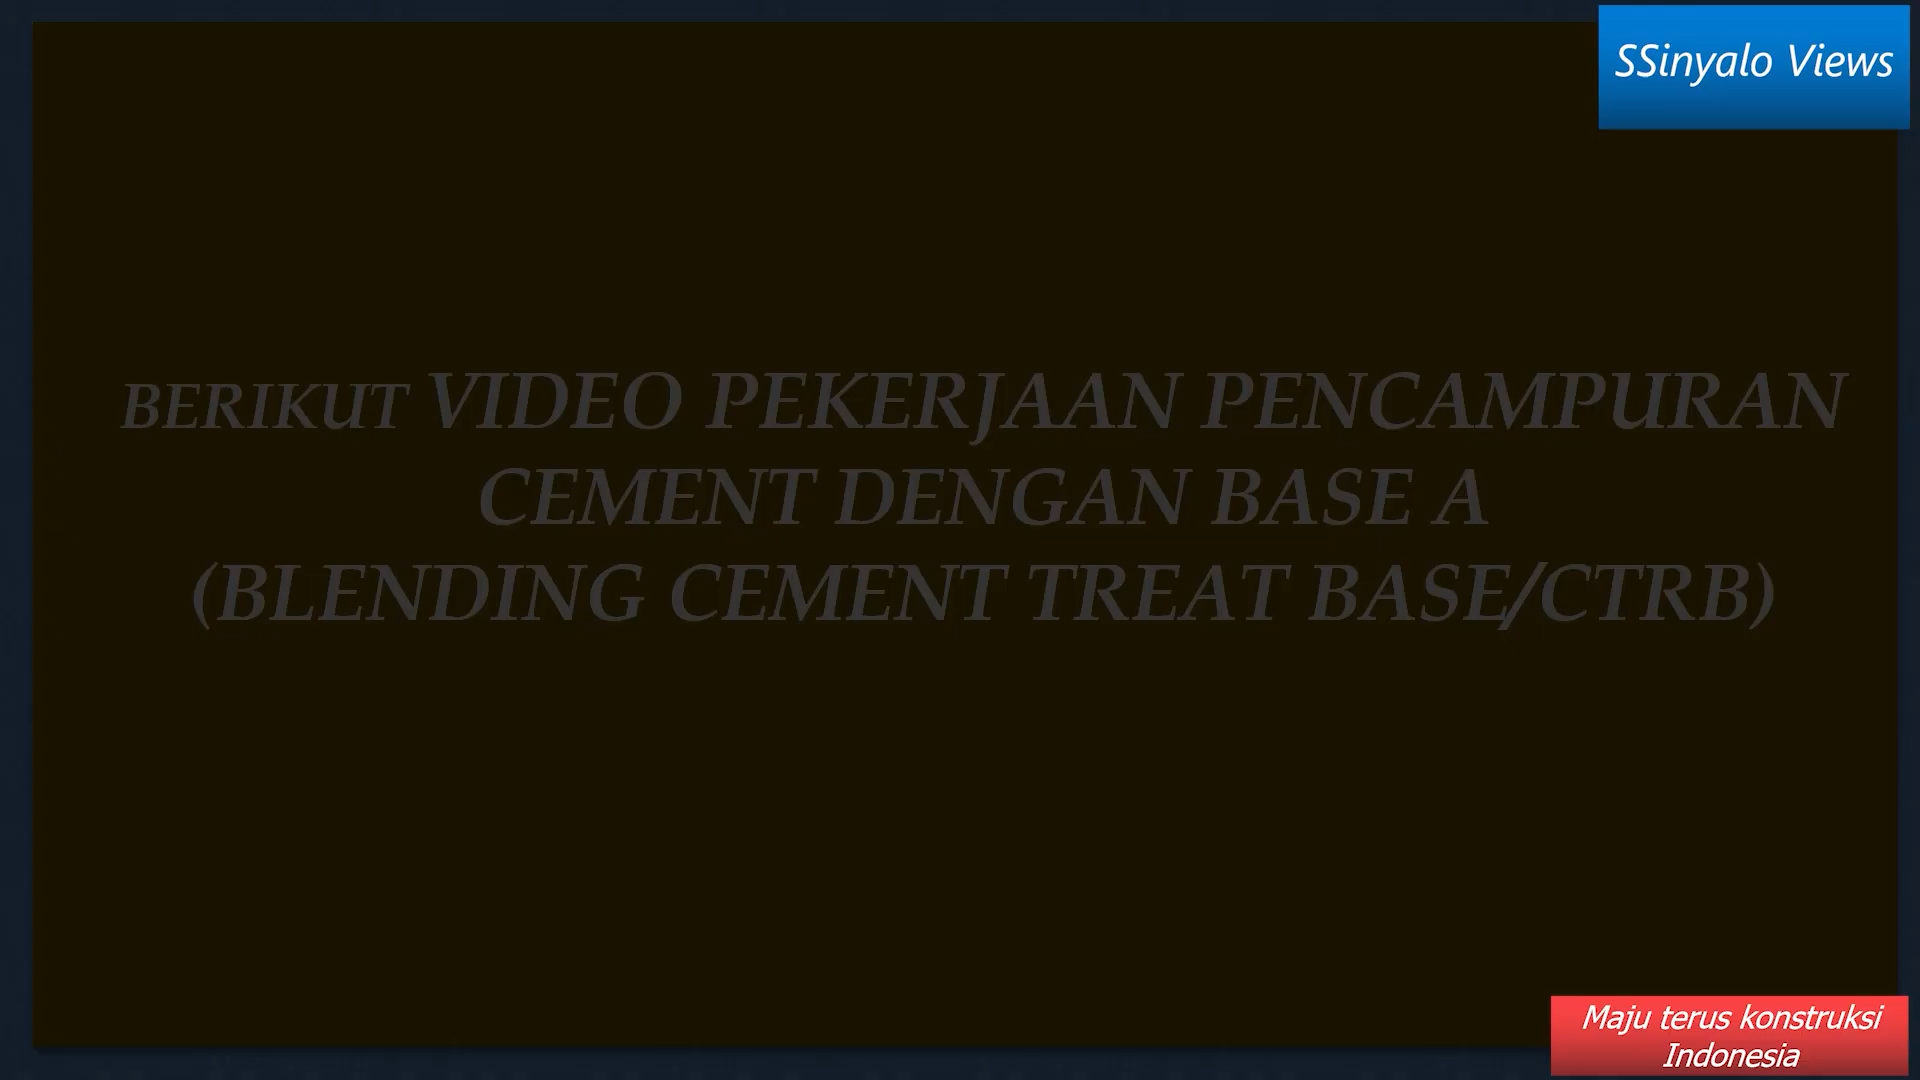 SSinyalo Views
BERIKUT VIDEO PEKERJAAN PENCAMPURAN
CEMENT DENGAN BASE A
(BLENDING CEMENT TREAT BASE/CTRB)
Maju terus konstruksi
Indonesia